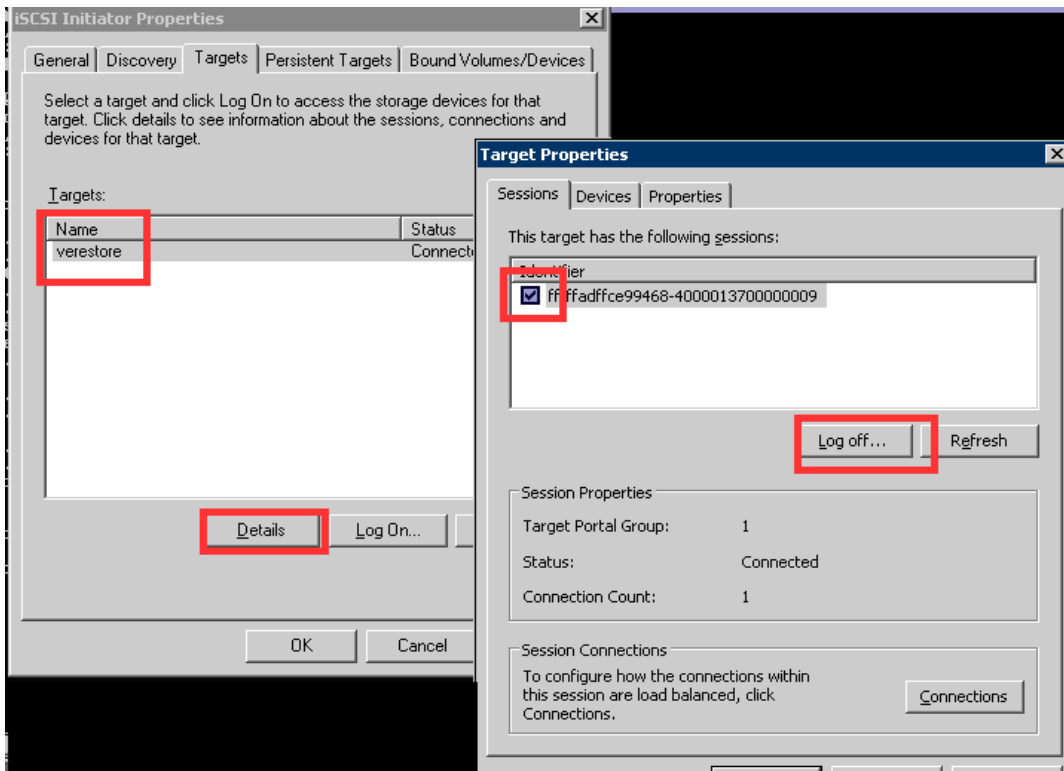 iSCSI Initiator Properties
General Discovery Targets Persistent Targets Bound Volumes/Devices
Select a target and click Log On to access the storage devices for that
target. Click details to see information about the sessions, connections and
devices for that target.
Targets:
Name Status
verestore Connecte
Details Log On...
OK Cancel
Target Properties
Sessions Devices Properties
This target has the following sessions:
Identifier
Log off... Refresh
Session Properties
Target Portal Group: 1
Status: Connected
Connection Count: 1
Session Connections
To configure how the connections within
this session are load balanced, click
Connections.
Connections